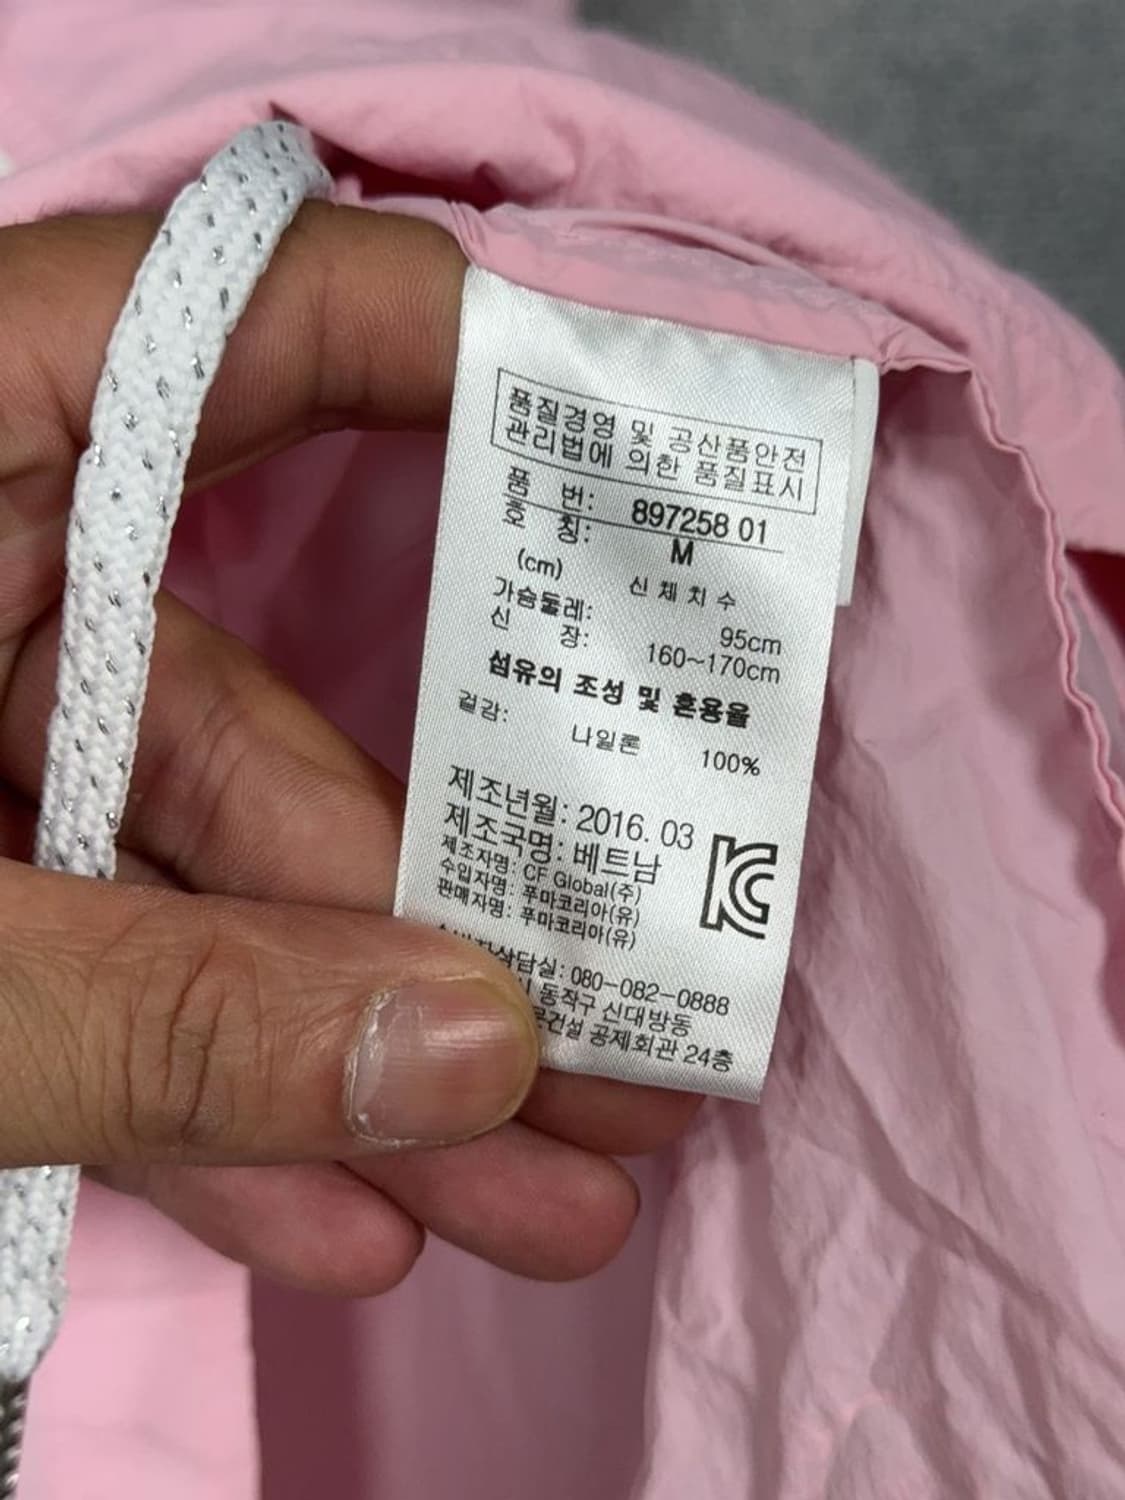 품질경영 및 공산품안전
관리법에 의한 품질표시
품 번: 897258 01
호 칭: M
(cm) 신체치수
가슴둘레: 95cm
신 장: 160~170cm
섬유의 조성 및 혼용율
겉감: 나일론 100%
제조년월: 2016. 03
제조국명: 베트남
제조자명: CF Global(주)
수입자명: 푸마코리아(유)
판매자명: 푸마코리아(유)
상담실: 080-082-0888
동작구 신대방동
공제회관 24층
KC